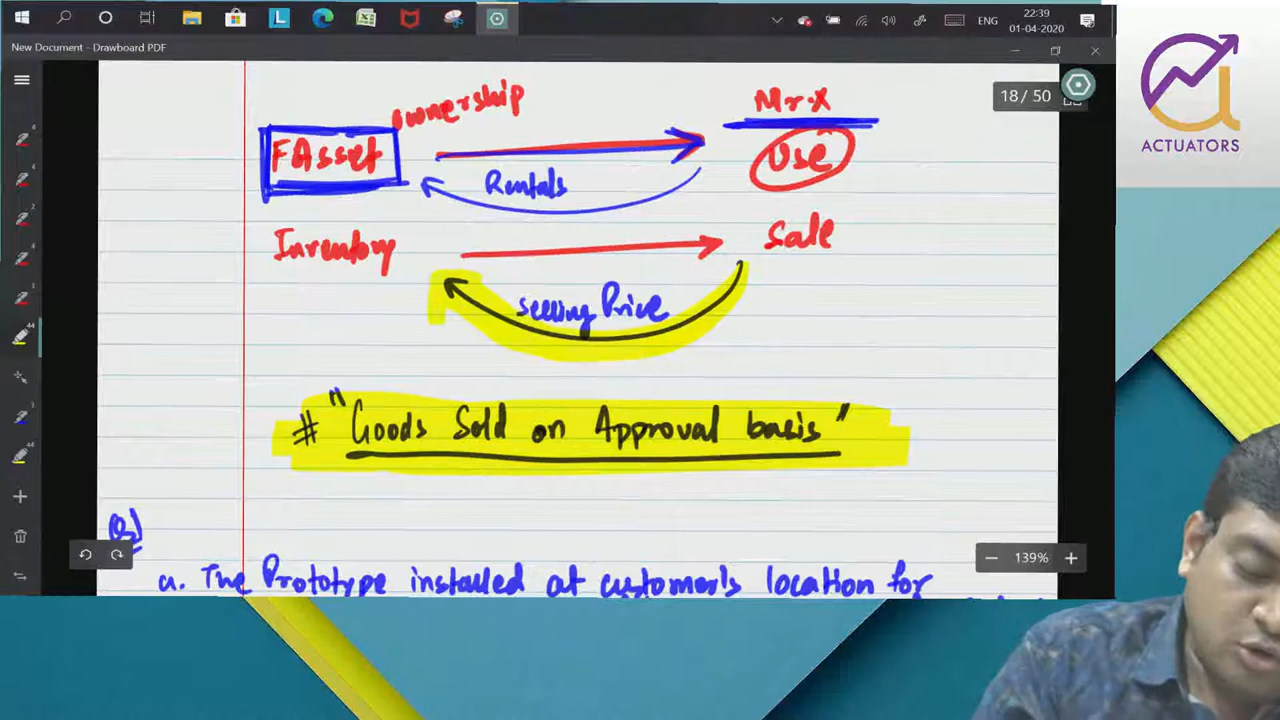 22:39
ENG
01-04-2020
New Document - Drawboard PDF
18 / 50
ACTUATORS
ownership
Mr. X
FAsset
Use
Rentals
Inventory
Sale
Selling Price
# "Goods Sold on Approval basis"
Q)
139%
a. The Prototype installed at customer's location for